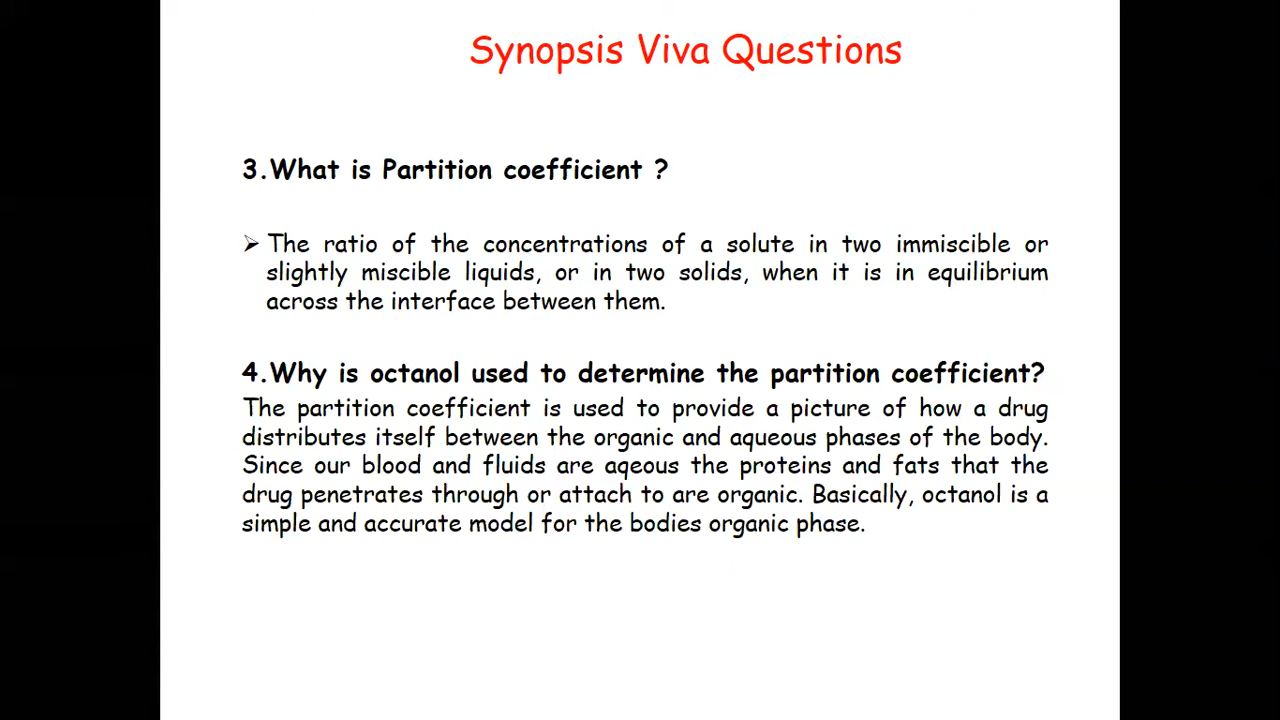 Synopsis Viva Questions
3.What is Partition coefficient ?
➢ The ratio of the concentrations of a solute in two immiscible or
slightly miscible liquids, or in two solids, when it is in equilibrium
across the interface between them.
4.Why is octanol used to determine the partition coefficient?
The partition coefficient is used to provide a picture of how a drug
distributes itself between the organic and aqueous phases of the body.
Since our blood and fluids are aqeous the proteins and fats that the
drug penetrates through or attach to are organic. Basically, octanol is a
simple and accurate model for the bodies organic phase.